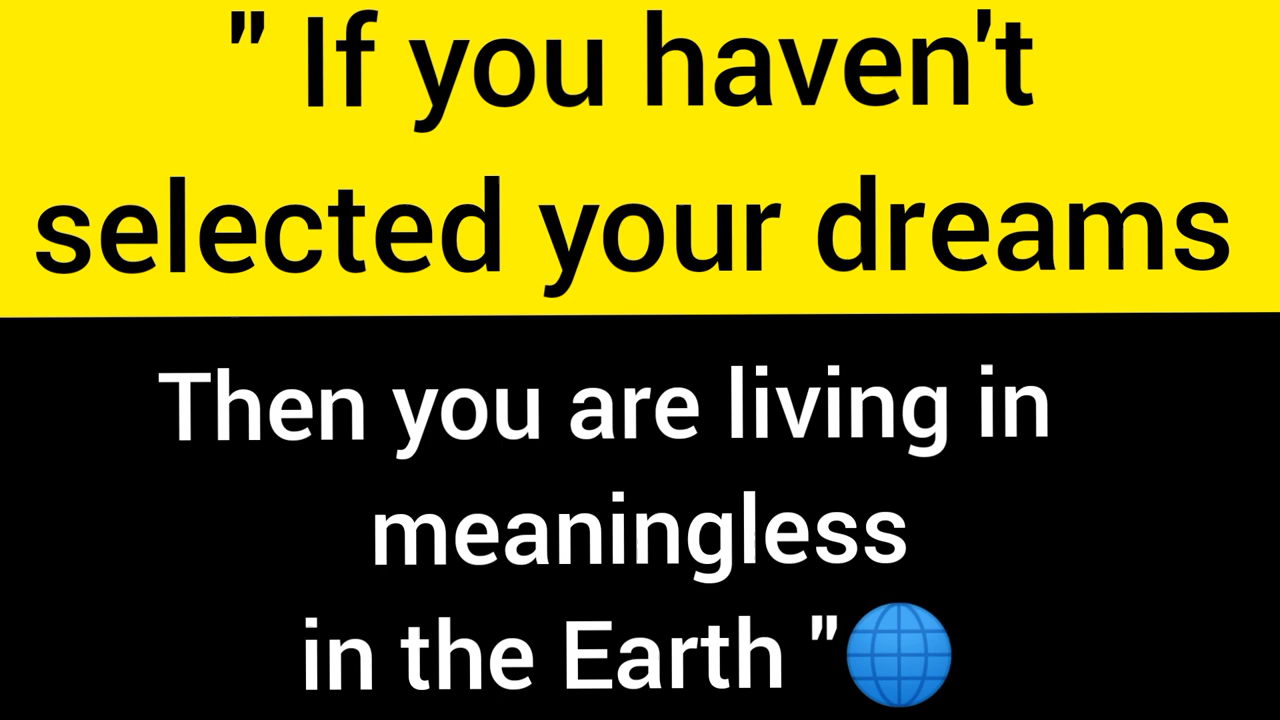 " If you haven't
selected your dreams
Then you are living in
meaningless
in the Earth "🌐